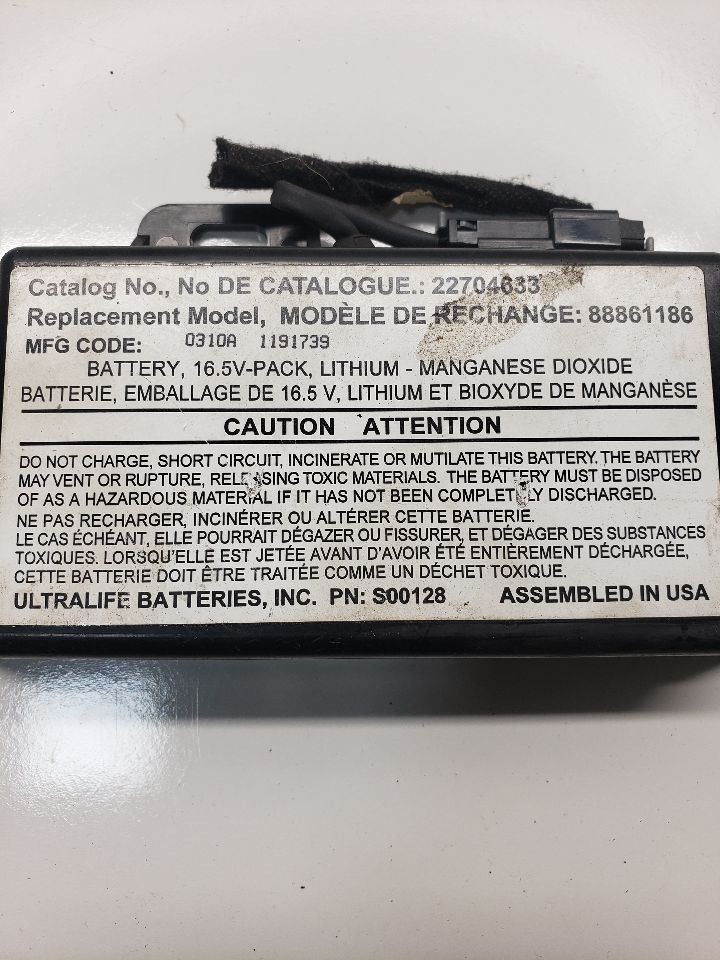 Catalog No., No DE CATALOGUE.: 22704633
Replacement Model, MODÈLE DE RECHANGE: 88861186
MFG CODE: 0310A 1191739
BATTERY, 16.5V-PACK, LITHIUM - MANGANESE DIOXIDE
BATTERIE, EMBALLAGE DE 16.5 V, LITHIUM ET BIOXYDE DE MANGANÈSE
CAUTION ATTENTION
DO NOT CHARGE, SHORT CIRCUIT, INCINERATE OR MUTILATE THIS BATTERY. THE BATTERY
MAY VENT OR RUPTURE, RELEASING TOXIC MATERIALS. THE BATTERY MUST BE DISPOSED
OF AS A HAZARDOUS MATERIAL IF IT HAS NOT BEEN COMPLETELY DISCHARGED.
NE PAS RECHARGER, INCINÉRER OU ALTÉRER CETTE BATTERIE.
LE CAS ÉCHÉANT, ELLE POURRAIT DÉGAZER OU FISSURER, ET DÉGAGER DES SUBSTANCES
TOXIQUES. LORSQU'ELLE EST JETÉE AVANT D'AVOIR ÉTÉ ENTIÈREMENT DÉCHARGÉE,
CETTE BATTERIE DOIT ÊTRE TRAITÉE COMME UN DÉCHET TOXIQUE.
ULTRALIFE BATTERIES, INC. PN: S00128 ASSEMBLED IN USA